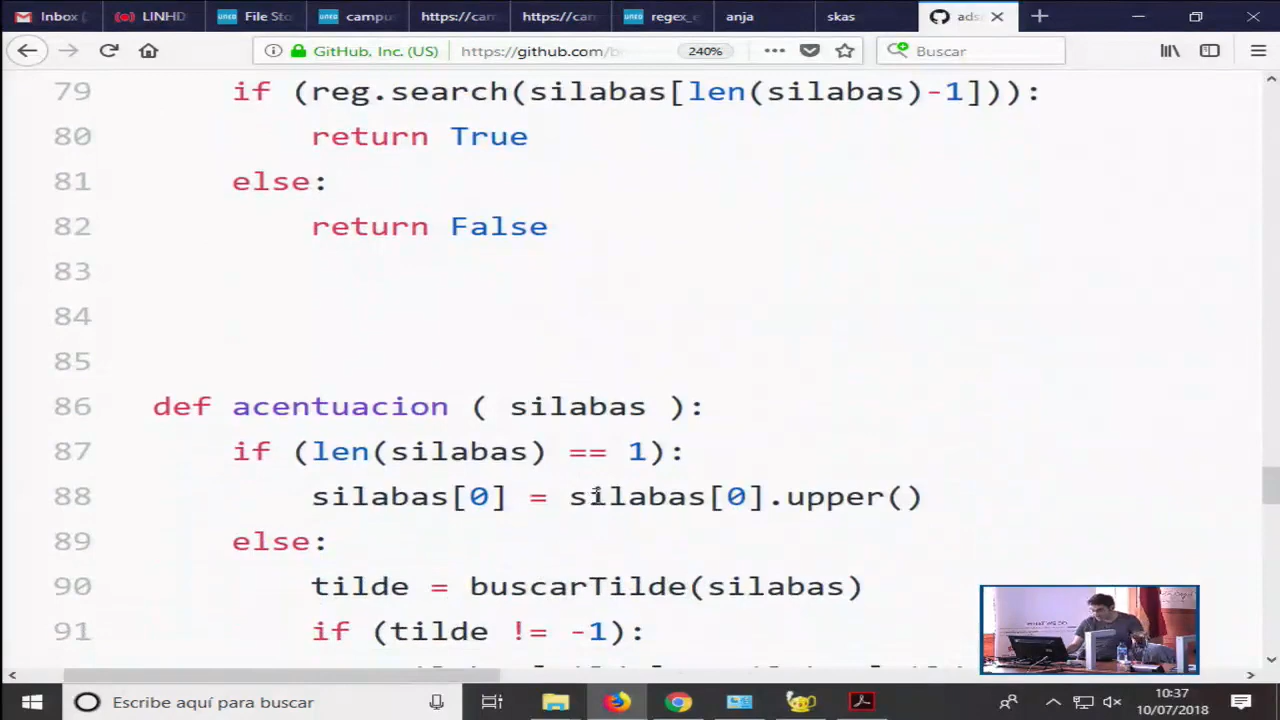 Inbox (
LINHD
File Sto
campu
https://can
https://can
regex_e
anja
skas
ads
GitHub, Inc. (US)
https://github.com/b
240%
Buscar
79 if (reg.search(silabas[len(silabas)-1])):
80 return True
81 else:
82 return False
83
84
85
86 def acentuacion ( silabas ):
87 if (len(silabas) == 1):
88 silabas[0] = silabas[0].upper()
89 else:
90 tilde = buscarTilde(silabas)
91 if (tilde != -1):
Escribe aquí para buscar
10:37
10/07/2018